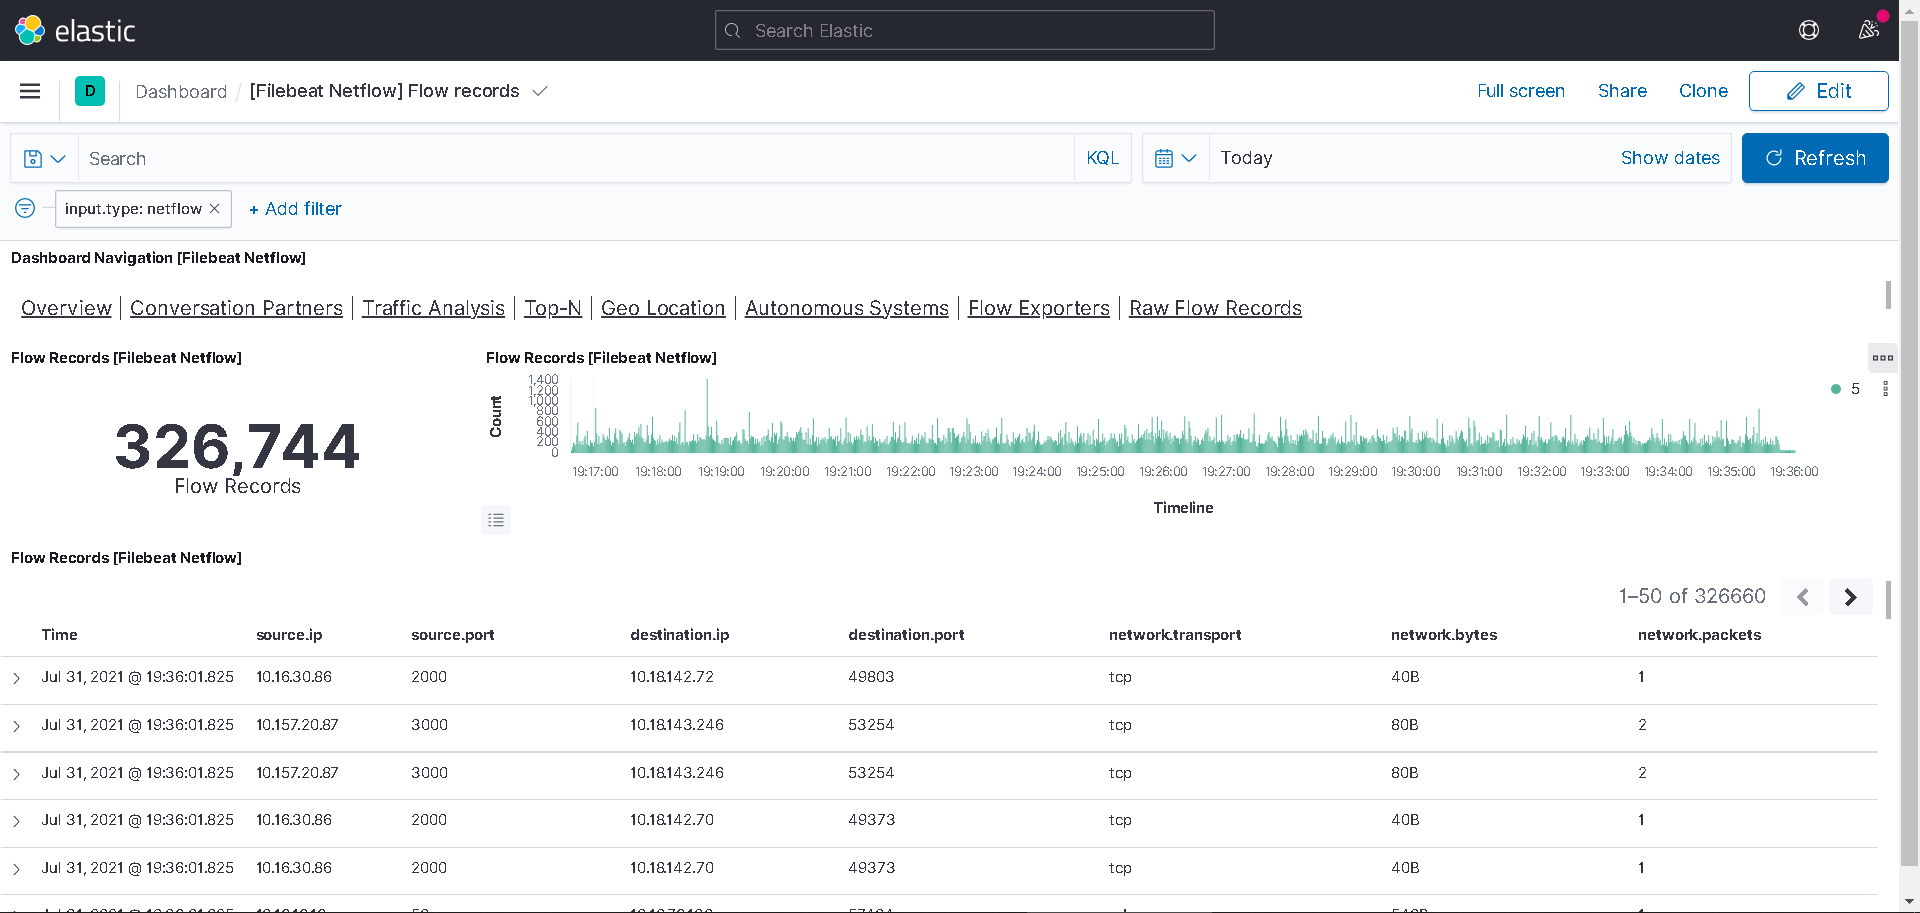 elastic
Search Elastic
D
Dashboard / [Filebeat Netflow] Flow records
Full screen Share Clone Edit
Search KQL Today Show dates Refresh
input.type: netflow × + Add filter
Dashboard Navigation [Filebeat Netflow]
Overview | Conversation Partners | Traffic Analysis | Top-N | Geo Location | Autonomous Systems | Flow Exporters | Raw Flow Records
Flow Records [Filebeat Netflow]
326,744
Flow Records
Flow Records [Filebeat Netflow]
Count
1,400
1,200
1,000
800
600
400
200
0
5
19:17:00 19:18:00 19:19:00 19:20:00 19:21:00 19:22:00 19:23:00 19:24:00 19:25:00 19:26:00 19:27:00 19:28:00 19:29:00 19:30:00 19:31:00 19:32:00 19:33:00 19:34:00 19:35:00 19:36:00
Timeline
Flow Records [Filebeat Netflow]
1–50 of 326660
Time source.ip source.port destination.ip destination.port network.transport network.bytes network.packets
Jul 31, 2021 @ 19:36:01.825 10.16.30.86 2000 10.18.142.72 49803 tcp 40B 1
Jul 31, 2021 @ 19:36:01.825 10.157.20.87 3000 10.18.143.246 53254 tcp 80B 2
Jul 31, 2021 @ 19:36:01.825 10.157.20.87 3000 10.18.143.246 53254 tcp 80B 2
Jul 31, 2021 @ 19:36:01.825 10.16.30.86 2000 10.18.142.70 49373 tcp 40B 1
Jul 31, 2021 @ 19:36:01.825 10.16.30.86 2000 10.18.142.70 49373 tcp 40B 1